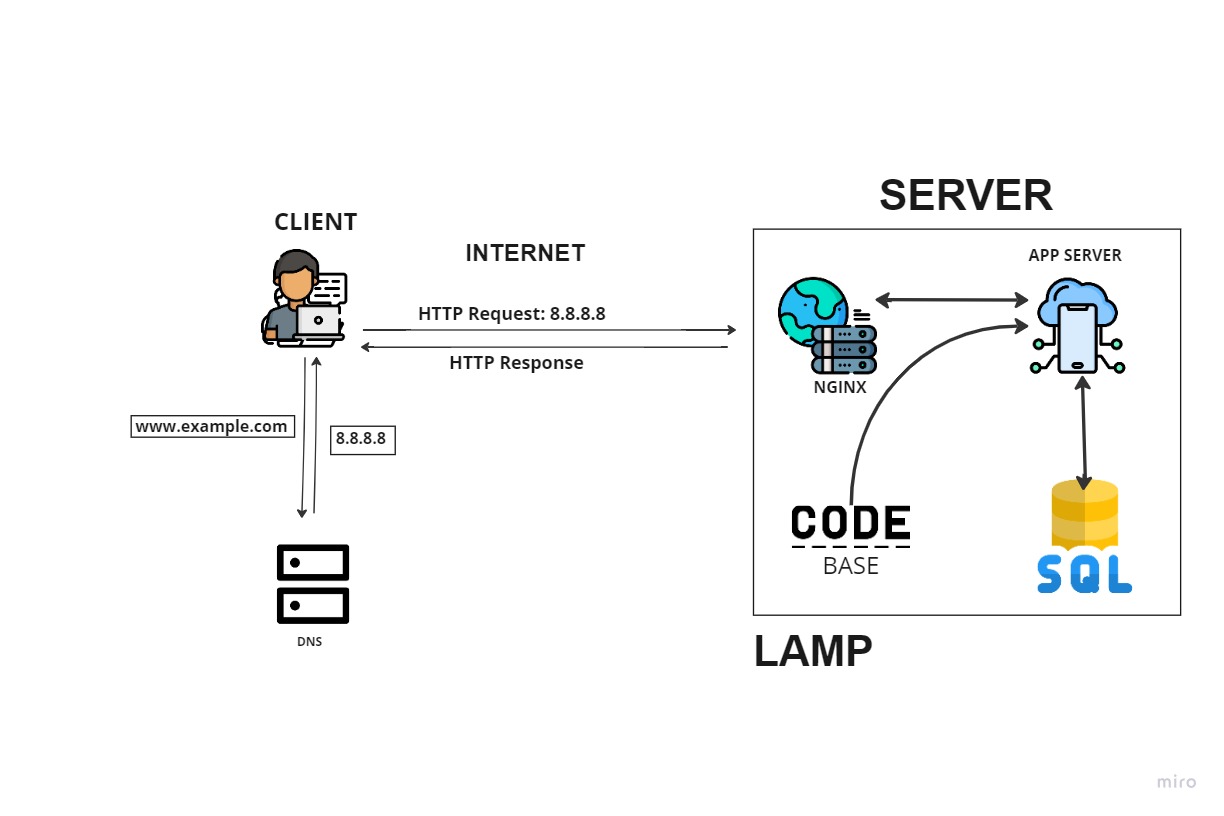 SERVER
CLIENT
INTERNET
APP SERVER
HTTP Request: 8.8.8.8
HTTP Response
NGINX
www.example.com
8.8.8.8
CODE
BASE
SQL
DNS
LAMP
miro